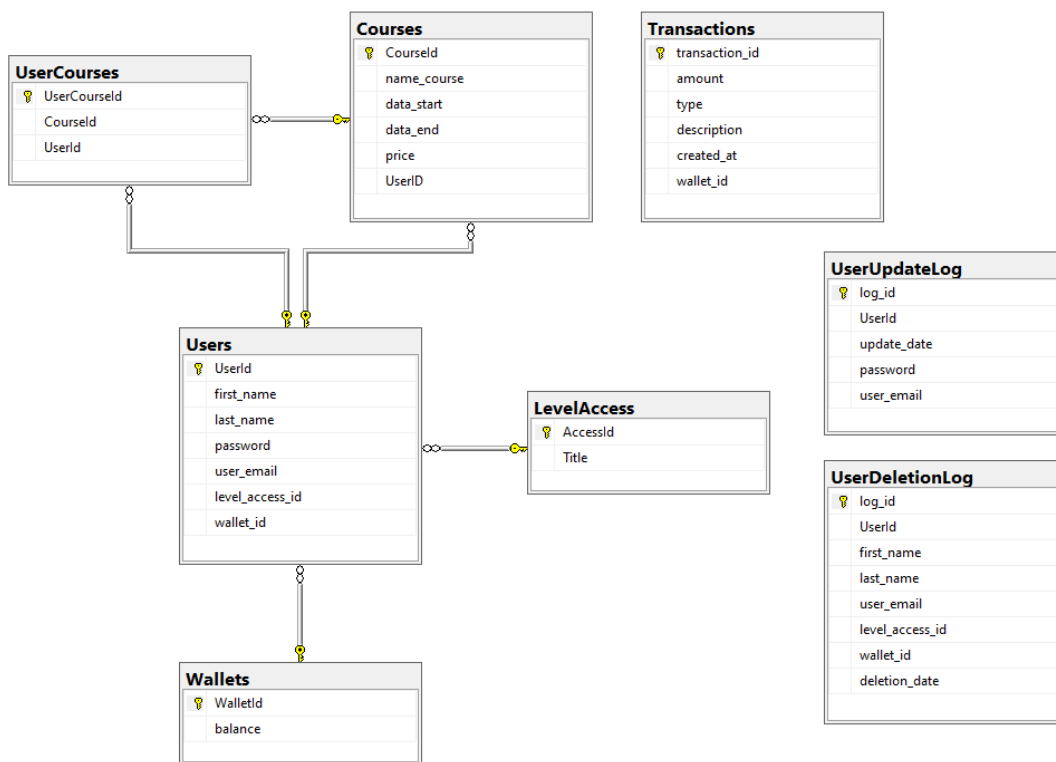 UserCourses
UserCourseId
CourseId
UserId
Courses
CourseId
name_course
data_start
data_end
price
UserID
Transactions
transaction_id
amount
type
description
created_at
wallet_id
UserUpdateLog
log_id
UserId
update_date
password
user_email
Users
UserId
first_name
last_name
password
user_email
level_access_id
wallet_id
LevelAccess
AccessId
Title
UserDeletionLog
log_id
UserId
first_name
last_name
user_email
level_access_id
wallet_id
deletion_date
Wallets
WalletId
balance